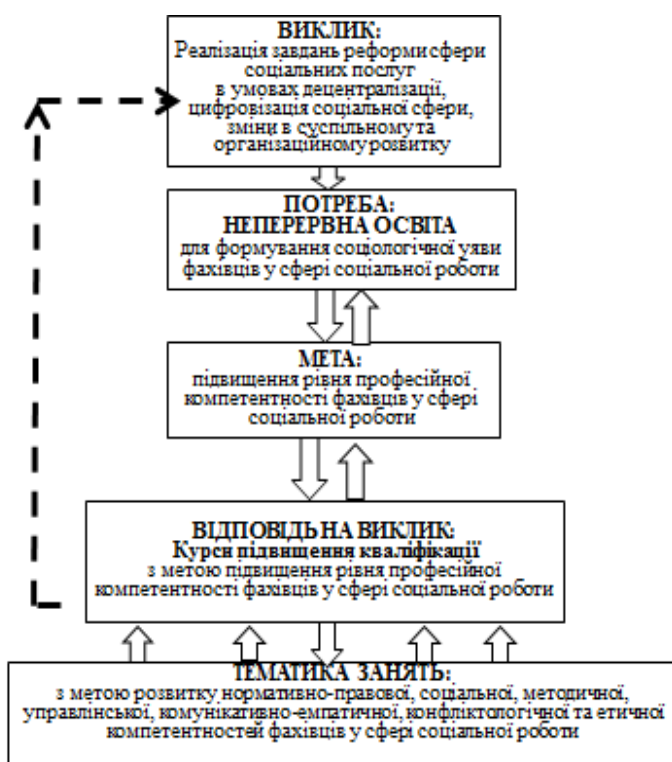 ВИКЛИК:
Реалізація завдань реформи сфери
соціальних послуг
в умовах децентралізації,
цифровізація соціальної сфери,
зміни в суспільному та
організаційному розвитку
ПОТРЕБА:
НЕПЕРЕРВНА ОСВІТА
для формування соціологічної уяви
фахівців у сфері соціальної роботи
МЕТА:
підвищення рівня професійної
компетентності фахівців у сфері
соціальної роботи
ВІДПОВІДЬ НА ВИКЛИК:
Курси підвищення кваліфікації
з метою підвищення рівня професійної
компетентності фахівців у сфері соціальної роботи
ТЕМАТИКА ЗАНЯТЬ:
з метою розвитку нормативно-правової, соціальної, методичної,
управлінської, комунікативно-емпатичної, конфліктологічної та етичної
компетентностей фахівців у сфері соціальної роботи